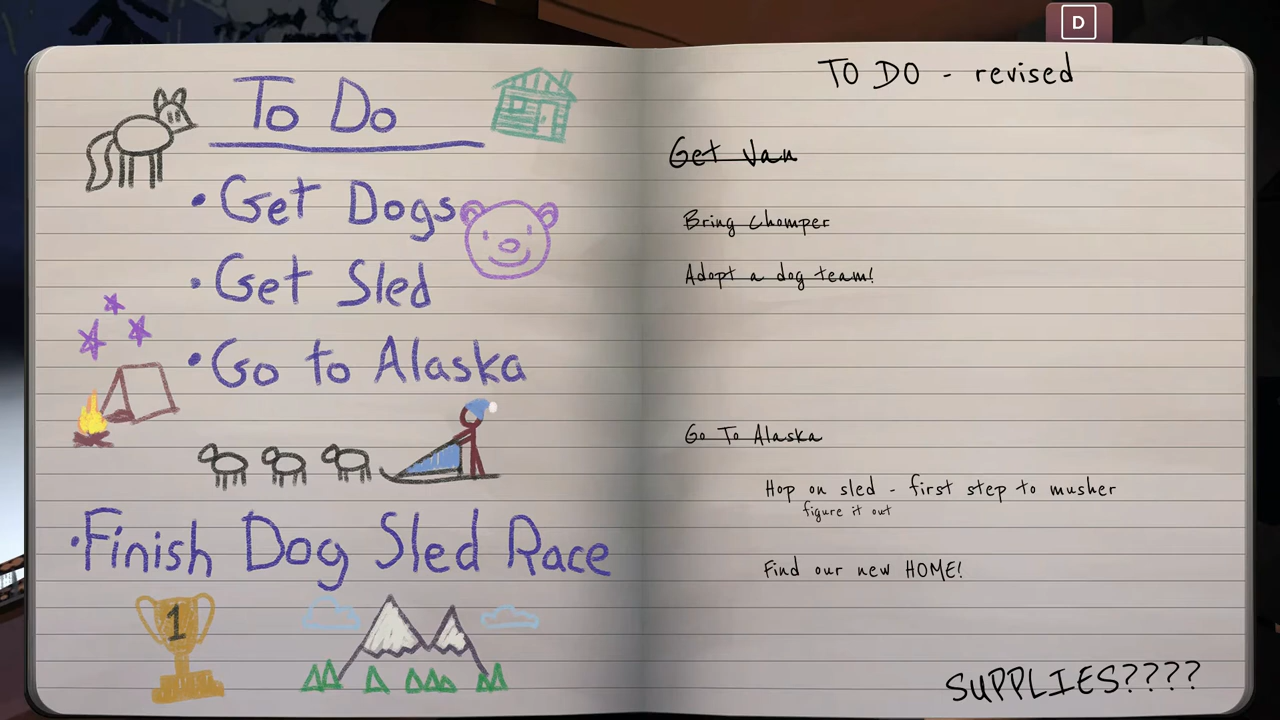 D
To Do
• Get Dogs
• Get Sled
• Go to Alaska
• Finish Dog Sled Race
1
TO DO - revised
Get Van
Bring Chomper
Adopt a dog team!
Go To Alaska
Hop on sled - first step to musher
figure it out
Find our new HOME!
SUPPLIES????